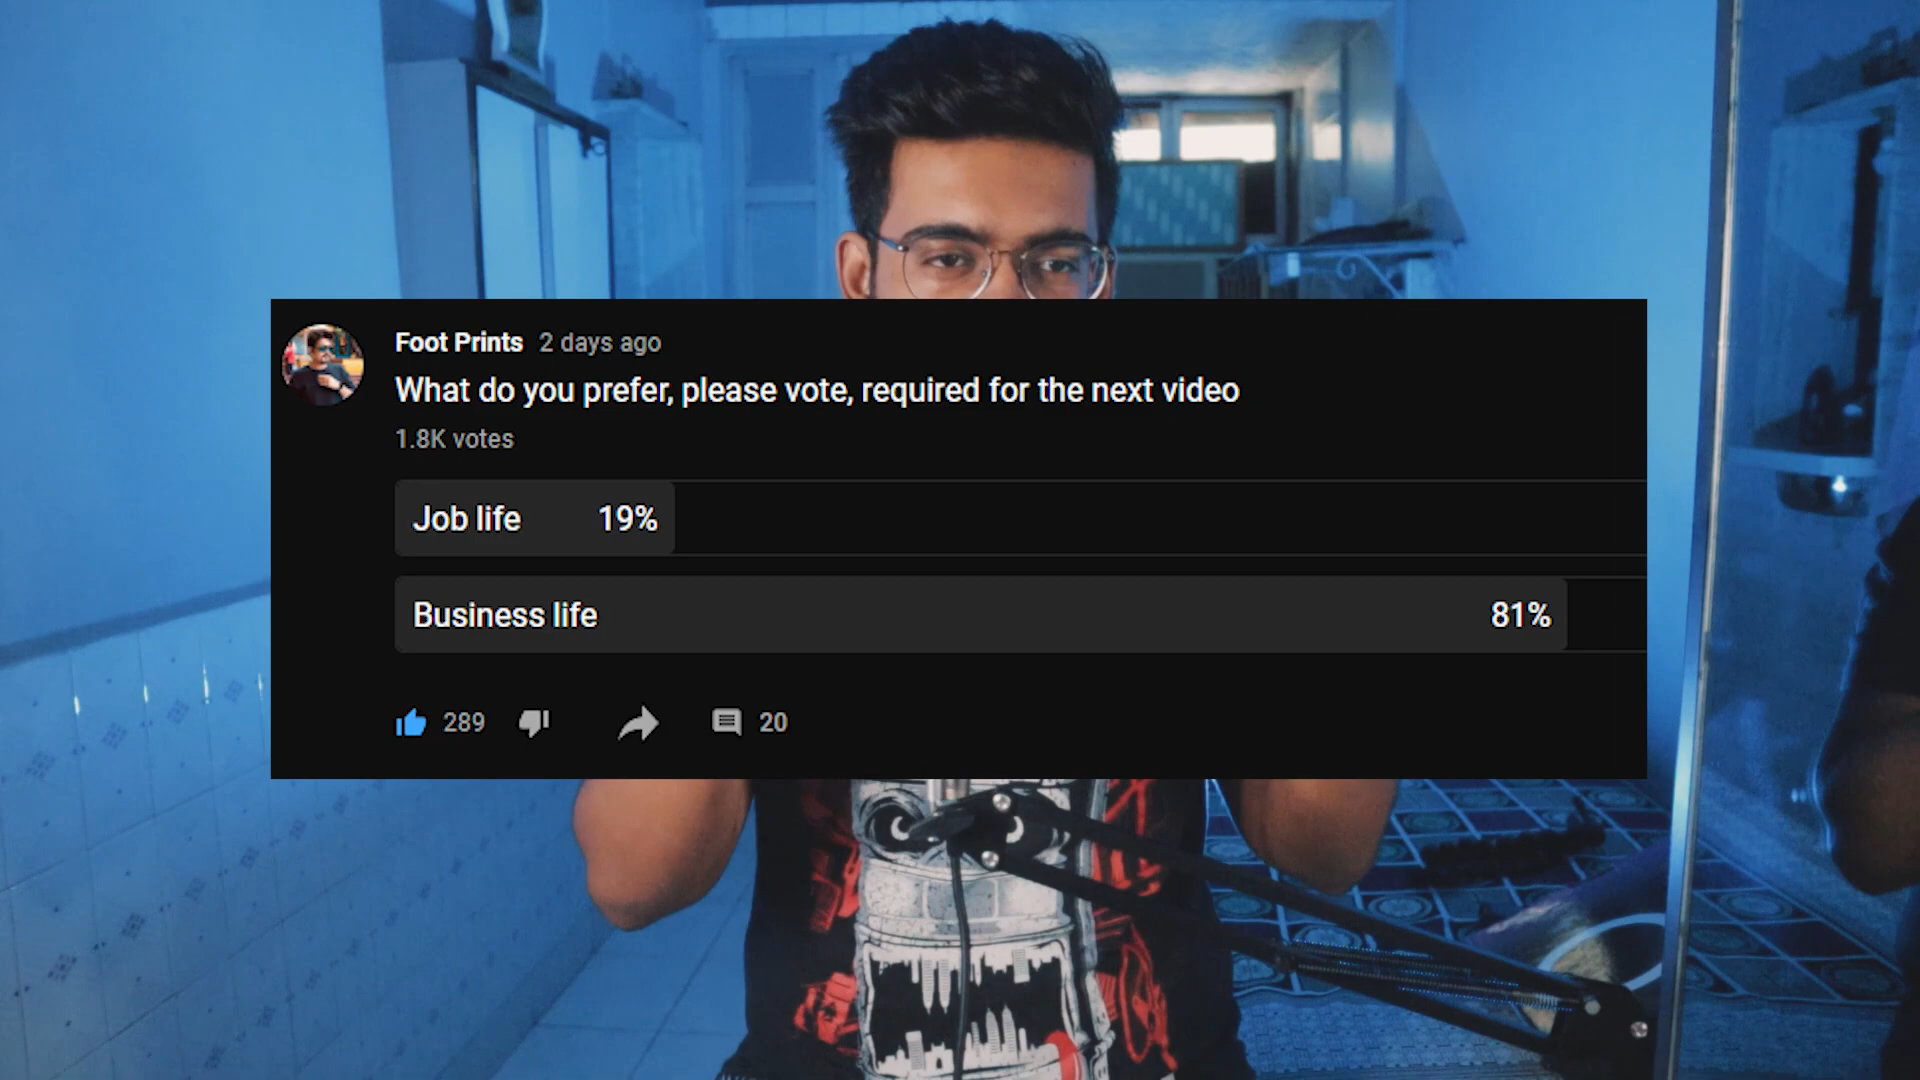 Foot Prints 2 days ago
What do you prefer, please vote, required for the next video
1.8K votes
Job life 19%
Business life 81%
289 20